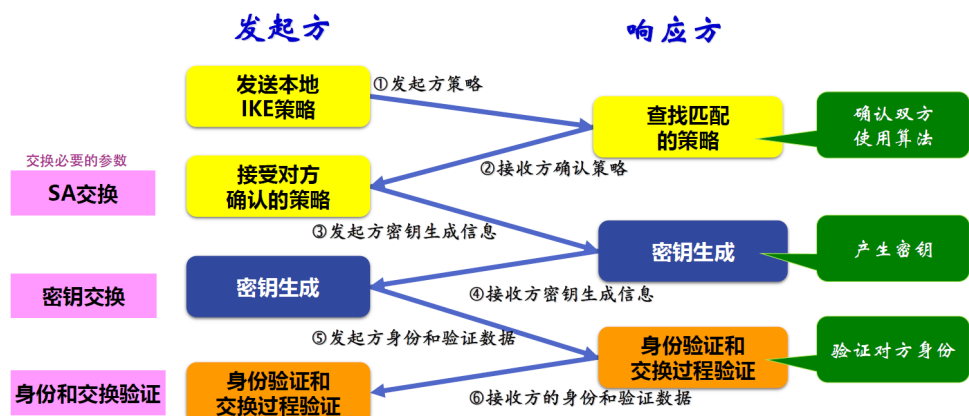 发起方
响应方
发送本地
IKE策略
①发起方策略
查找匹配
的策略
确认双方
使用算法
交换必要的参数
SA交换
接受对方
确认的策略
②接收方确认策略
③发起方密钥生成信息
密钥生成
产生密钥
密钥交换
密钥生成
④接收方密钥生成信息
⑤发起方身份和验证数据
身份验证和
交换过程验证
验证对方身份
身份和交换验证
身份验证和
交换过程验证
⑥接收方的身份和验证数据